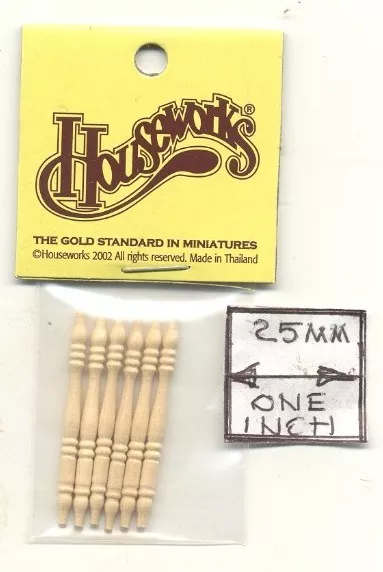 Houseworks®
THE GOLD STANDARD IN MINIATURES
©Houseworks 2002 All rights reserved. Made in Thailand
25MM
ONE
INCH